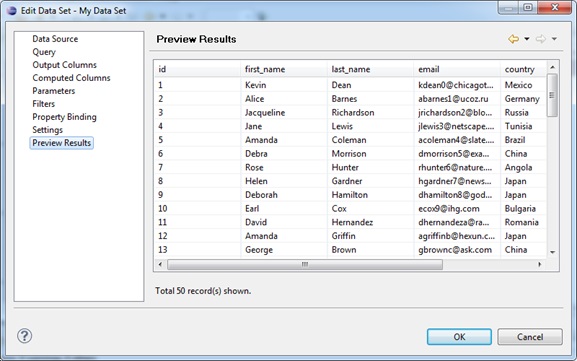 Edit Data Set - My Data Set
Data Source
Query
Output Columns
Computed Columns
Parameters
Filters
Property Binding
Settings
Preview Results
Preview Results
id first_name last_name email country
1 Kevin Dean kdean0@chicagot... Mexico
2 Alice Barnes abarnes1@ucoz.ru Germany
3 Jacqueline Richardson jrichardson2@blo... Russia
4 Jane Lewis jlewis3@netscape... Tunisia
5 Amanda Coleman acoleman4@slate... Brazil
6 Debra Morrison dmorrison5@exa... China
7 Rose Hunter rhunter6@nature... Angola
8 Helen Gardner hgardner7@news... Japan
9 Deborah Hamilton dhamilton8@god... Japan
10 Earl Cox ecox9@ihg.com Bulgaria
11 David Hernandez dhernandeza@ra... Romania
12 Amanda Griffin agriffinb@hexun.c... Japan
13 George Brown gbrownc@ask.com China
Total 50 record(s) shown.
?
OK Cancel